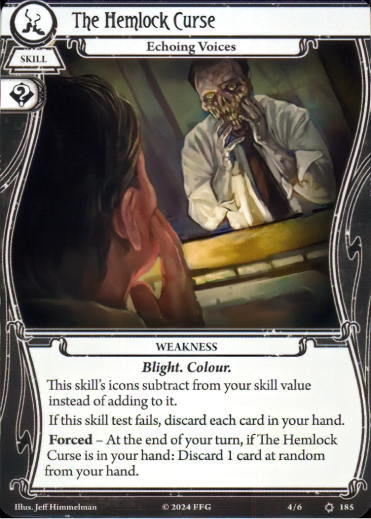 The Hemlock Curse
Echoing Voices
SKILL
?
WEAKNESS
Blight. Colour.
This skill's icons subtract from your skill value
instead of adding to it.
If this skill test fails, discard each card in your hand.
Forced – At the end of your turn, if The Hemlock
Curse is in your hand: Discard 1 card at random
from your hand.
Illus. Jeff Himmelman © 2024 FFG 4/6 185